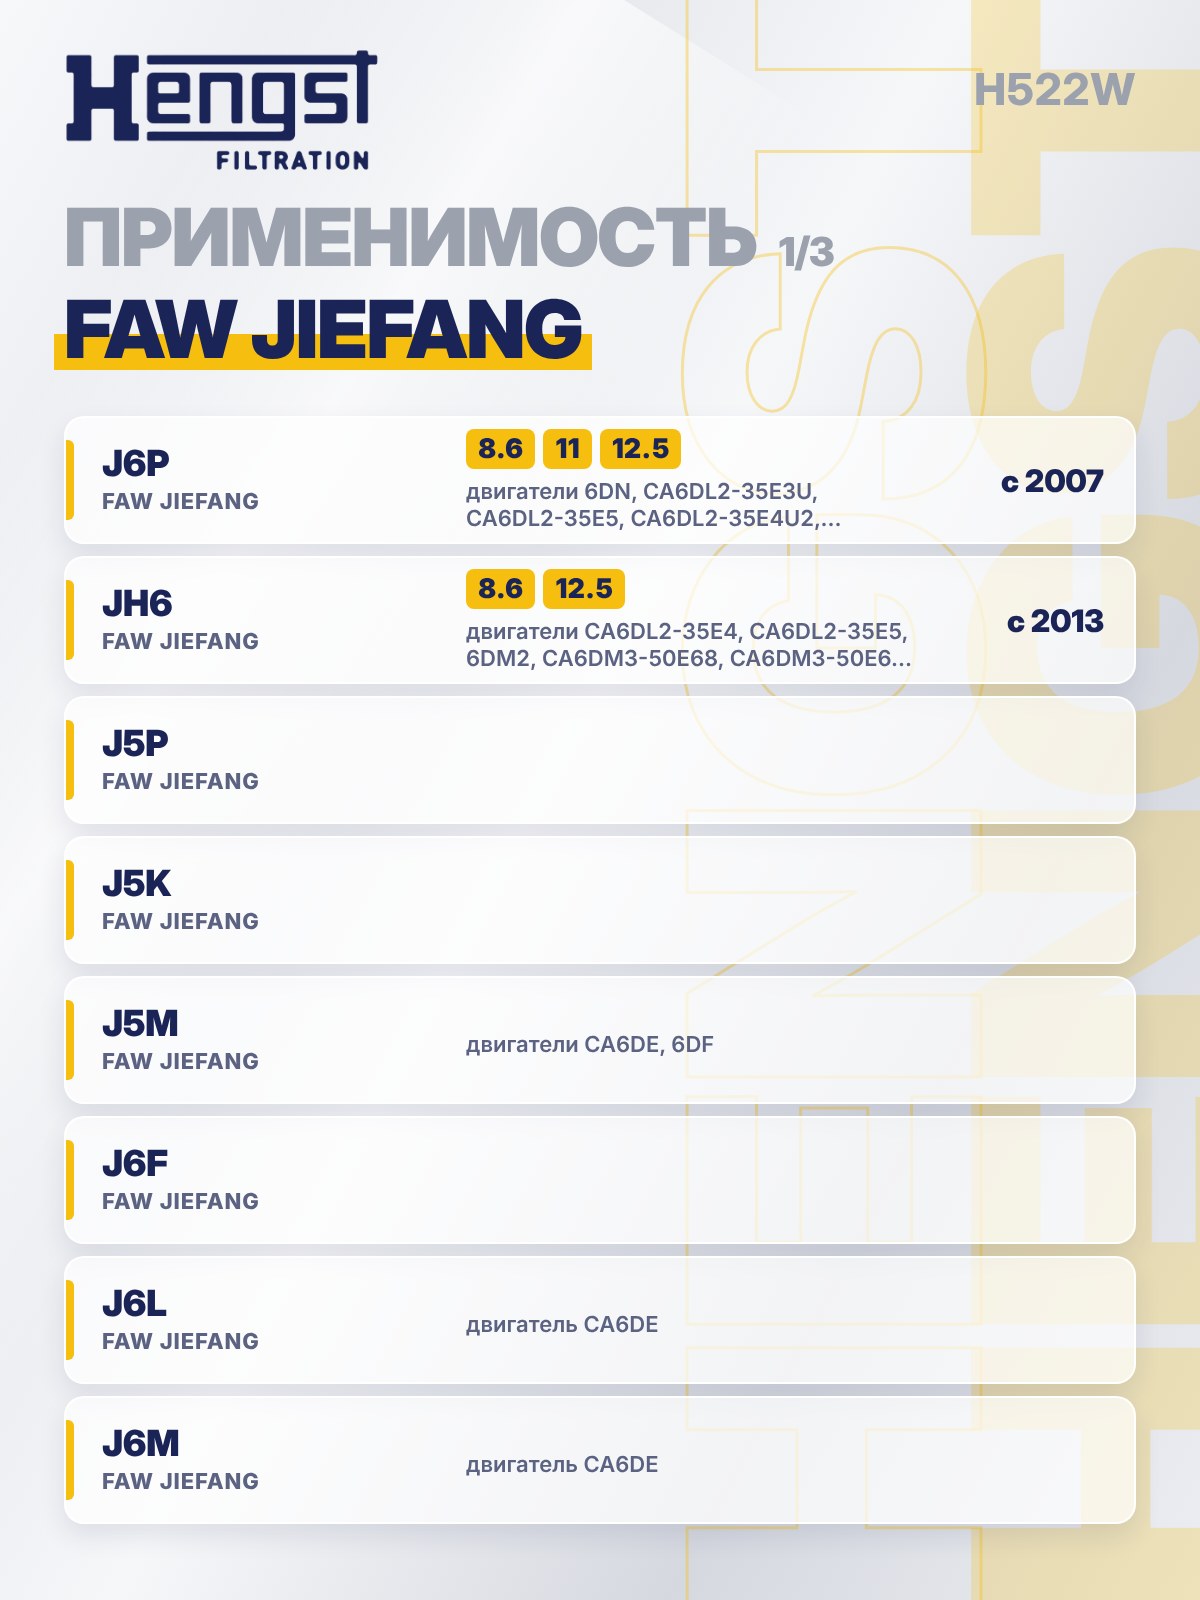 Hengst
FILTRATION
H522W
ПРИМЕНИМОСТЬ 1/3
FAW JIEFANG
J6P
FAW JIEFANG
8.6 11 12.5
двигатели 6DN, CA6DL2-35E3U,
CA6DL2-35E5, CA6DL2-35E4U2,...
с 2007
JH6
FAW JIEFANG
8.6 12.5
двигатели CA6DL2-35E4, CA6DL2-35E5,
6DM2, CA6DM3-50E68, CA6DM3-50E6...
с 2013
J5P
FAW JIEFANG
J5K
FAW JIEFANG
J5M
FAW JIEFANG
двигатели CA6DE, 6DF
J6F
FAW JIEFANG
J6L
FAW JIEFANG
двигатель CA6DE
J6M
FAW JIEFANG
двигатель CA6DE
HENGST
HENGST